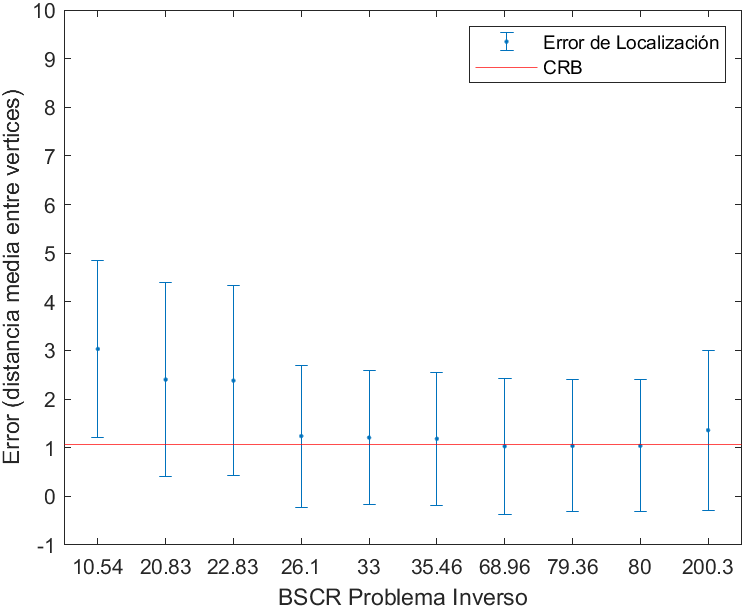 10
9
8
7
6
5
4
3
2
1
0
-1
Error (distancia media entre vertices)
Error de Localización
CRB
10.54 20.83 22.83 26.1 33 35.46 68.96 79.36 80 200.3
BSCR Problema Inverso